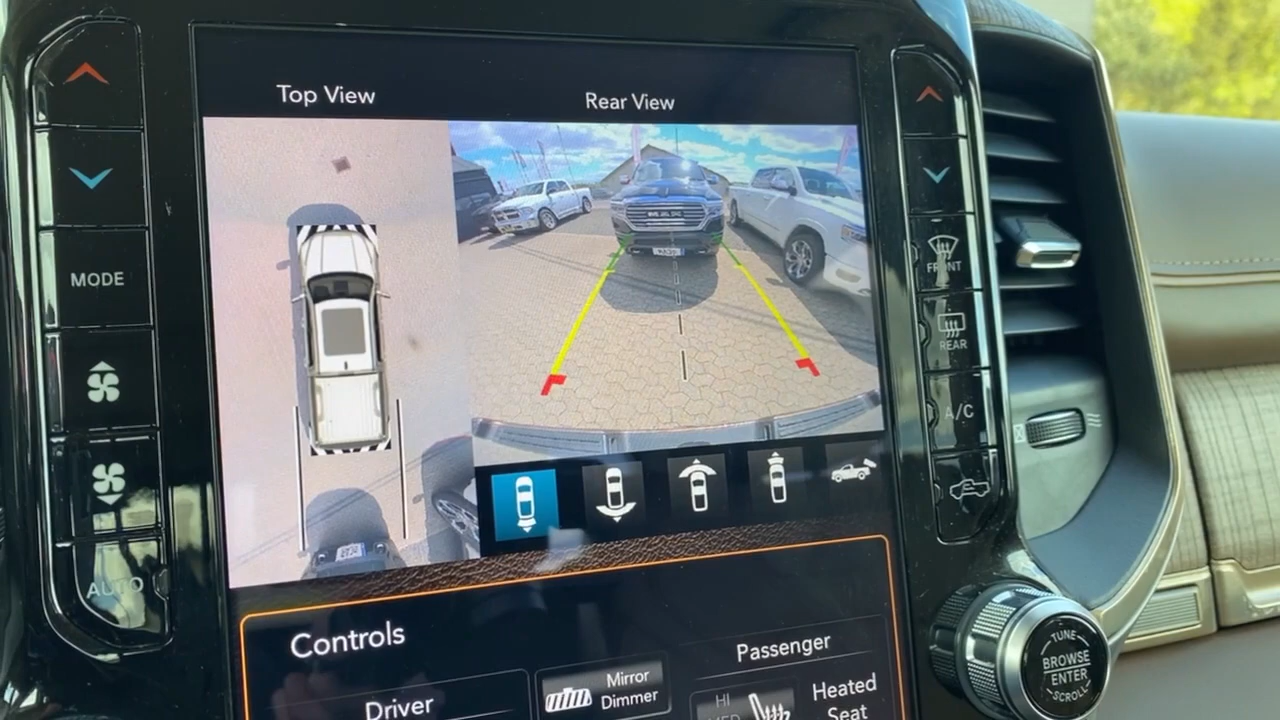 Top View
Rear View
MODE
FRONT
REAR
A/C
AUTO
Controls
Driver
Mirror
Dimmer
Passenger
HI
MED
Heated
Seat
TUNE
BROWSE
ENTER
SCROLL